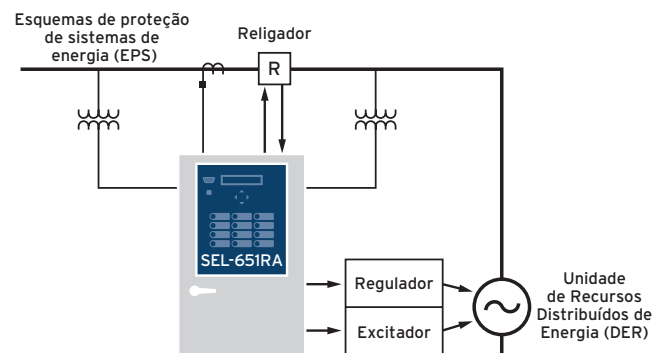 Esquemas de proteção
de sistemas de
energia (EPS)
Religador
R
SEL-651RA
Regulador
Excitador
Unidade
de Recursos
Distribuídos de
Energia (DER)